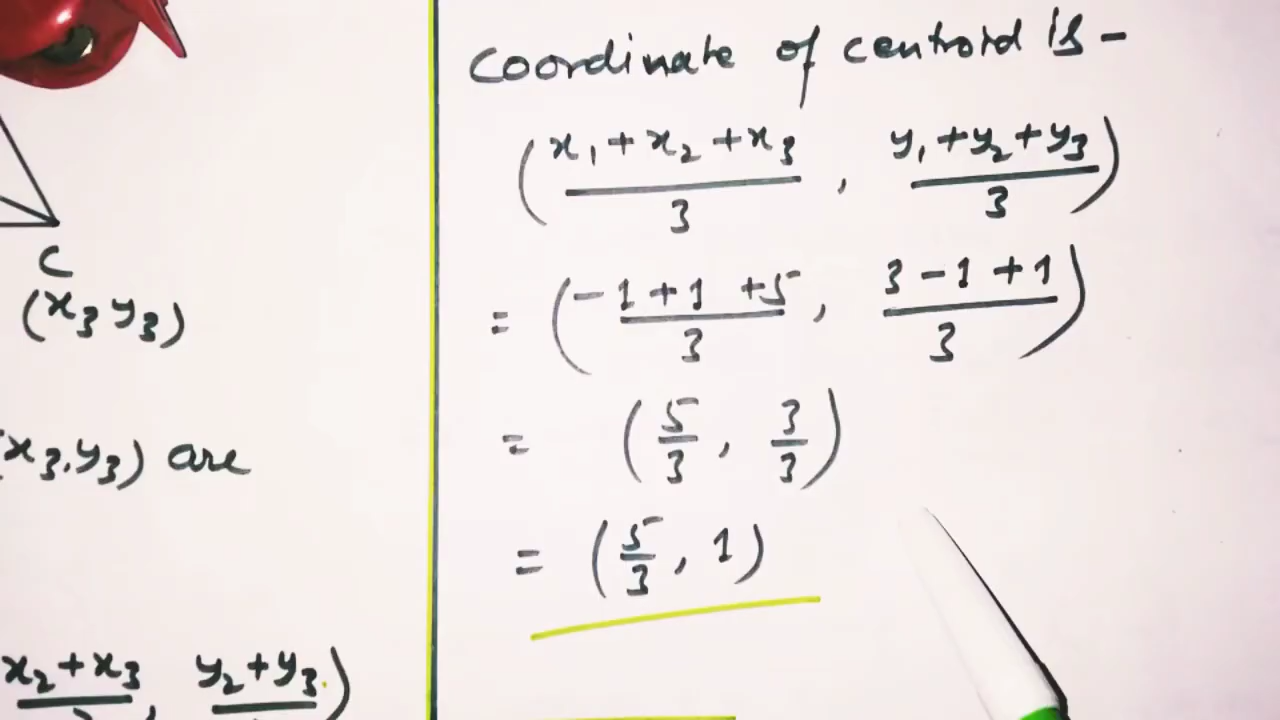 C
(x₃ y₃)
(x₃, y₃) are
x₂ + x₃ , y₂ + y₃ )
Coordinate of centroid is -
( x₁ + x₂ + x₃ / 3 , y₁ + y₂ + y₃ / 3 )
= ( -1 + 1 + 5 / 3 , 3 - 1 + 1 / 3 )
= ( 5/3 , 3/3 )
= ( 5/3 , 1 )